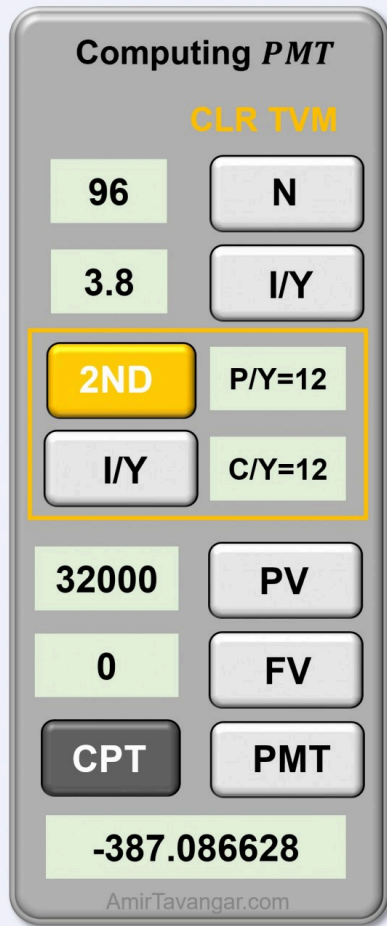 Computing PMT
CLR TVM
96 N
3.8 I/Y
2ND P/Y=12
I/Y C/Y=12
32000 PV
0 FV
CPT PMT
-387.086628
AmirTavangar.com